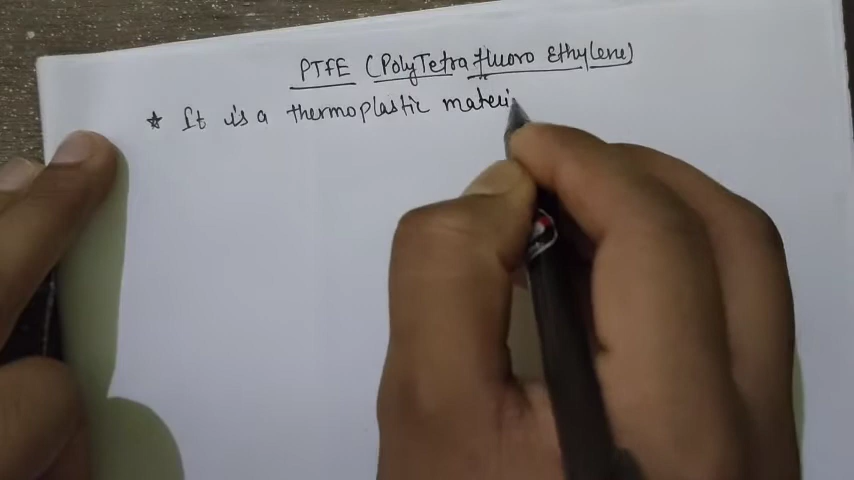 PTFE (PolyTetra fluoro Ethylene)
☆ It is a thermoplastic materi